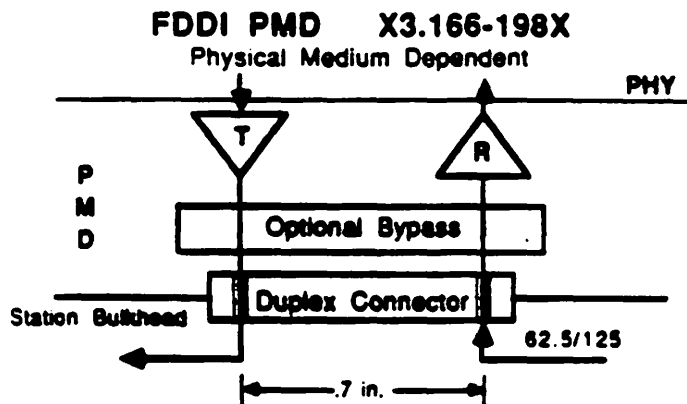 FDDI PMD X3.166-198X
Physical Medium Dependent
PHY
T
R
P
M
D
Optional Bypass
Duplex Connector
Station Bulkhead
62.5/125
.7 in.